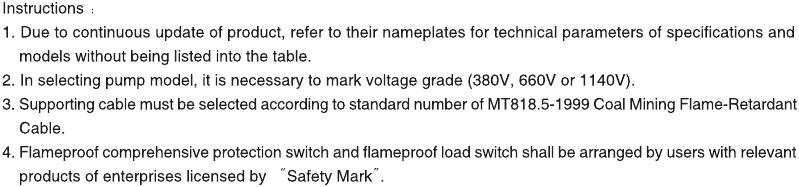 Instructions :
1. Due to continuous update of product, refer to their nameplates for technical parameters of specifications and
models without being listed into the table.
2. In selecting pump model, it is necessary to mark voltage grade (380V, 660V or 1140V).
3. Supporting cable must be selected according to standard number of MT818.5-1999 Coal Mining Flame-Retardant
Cable.
4. Flameproof comprehensive protection switch and flameproof load switch shall be arranged by users with relevant
products of enterprises licensed by ˝Safety Mark˝.